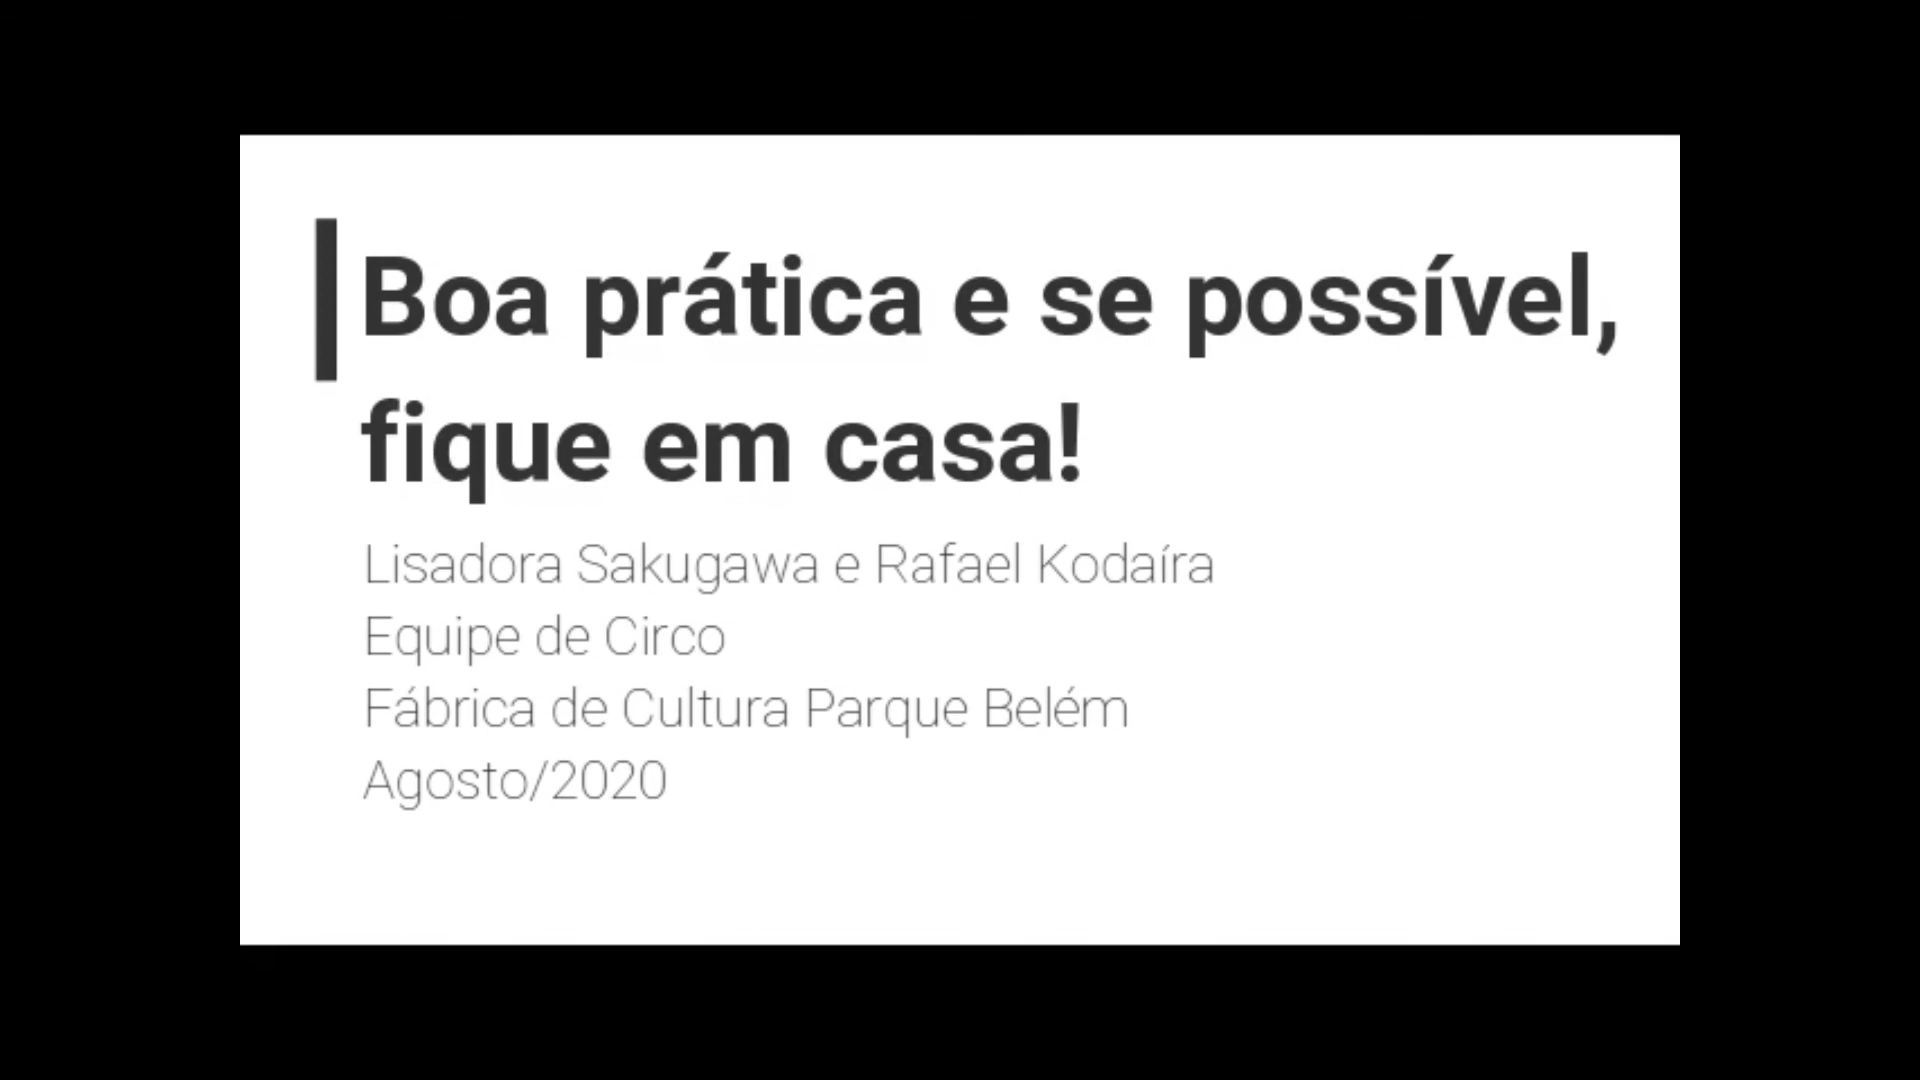 Boa prática e se possível,
fique em casa!
Lisadora Sakugawa e Rafael Kodaíra
Equipe de Circo
Fábrica de Cultura Parque Belém
Agosto/2020